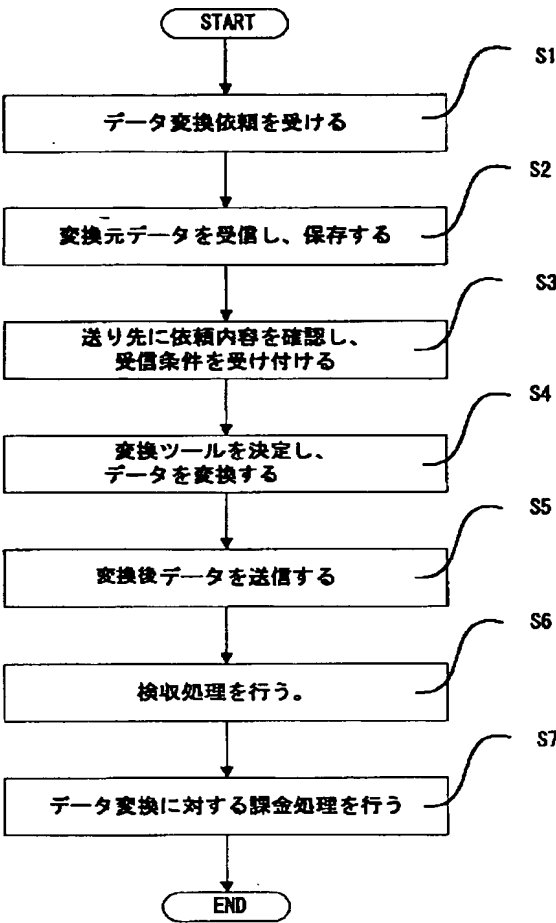 START
S1
データ変換依頼を受ける
S2
変換元データを受信し、保存する
S3
送り先に依頼内容を確認し、
受信条件を受け付ける
S4
変換ツールを決定し、
データを変換する
S5
変換後データを送信する
S6
検収処理を行う。
S7
データ変換に対する課金処理を行う
END